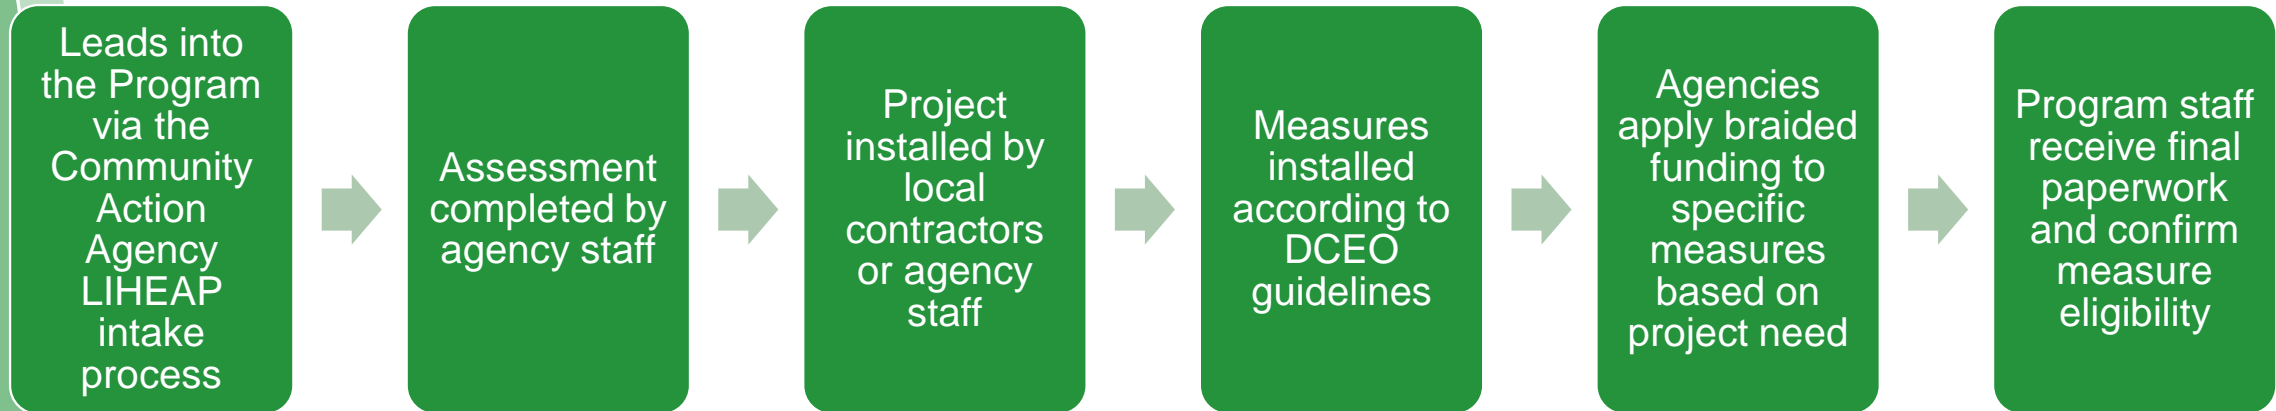 Leads into
the Program
via the
Community
Action
Agency
LIHEAP
intake
process
Assessment
completed by
agency staff
Project
installed by
local
contractors
or agency
staff
Measures
installed
according to
DCEO
guidelines
Agencies
apply braided
funding to
specific
measures
based on
project need
Program staff
receive final
paperwork
and confirm
measure
eligibility